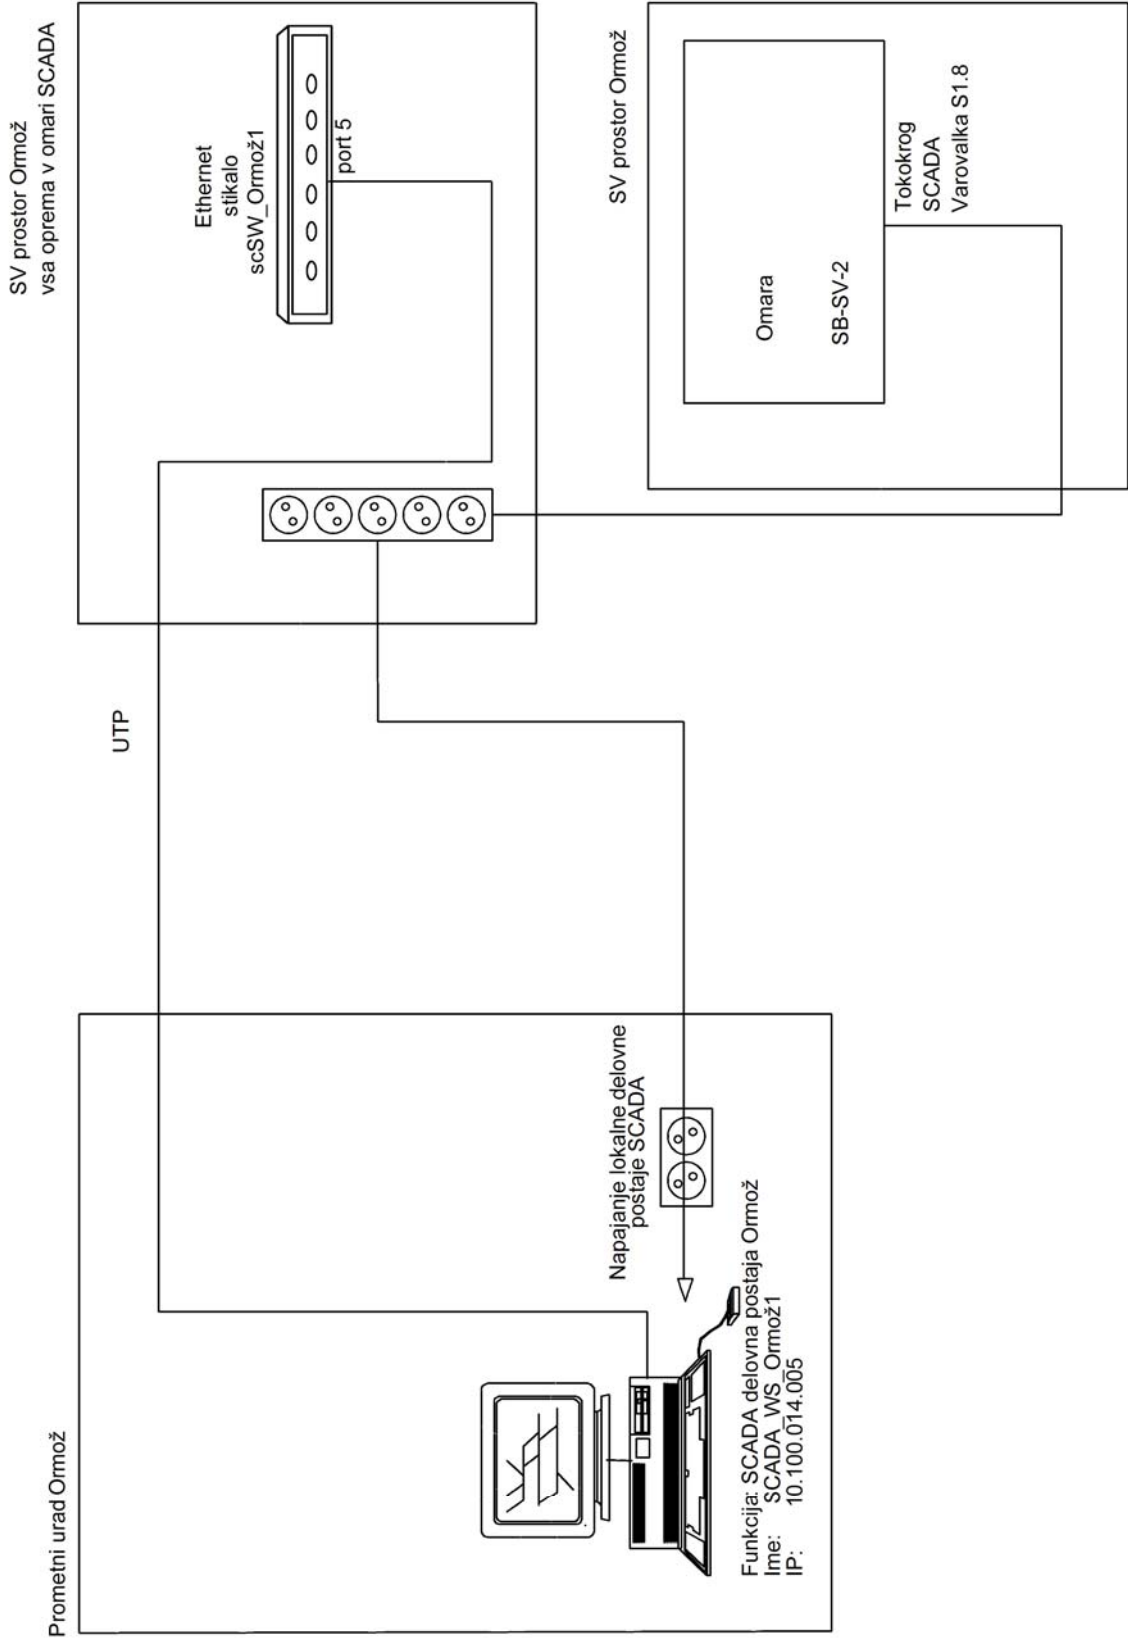 Prometni urad Ormož
Funkcija: SCADA delovna postaja Ormož
Ime: SCADA_WS_Ormož1
IP: 10.100.014.005
Napajanje lokalne delovne
postaje SCADA
UTP
SV prostor Ormož
vsa oprema v omari SCADA
Ethernet
stikalo
scSW_Ormož1
port 5
SV prostor Ormož
Omara
SB-SV-2
Tokokrog
SCADA
Varovalka S1.8